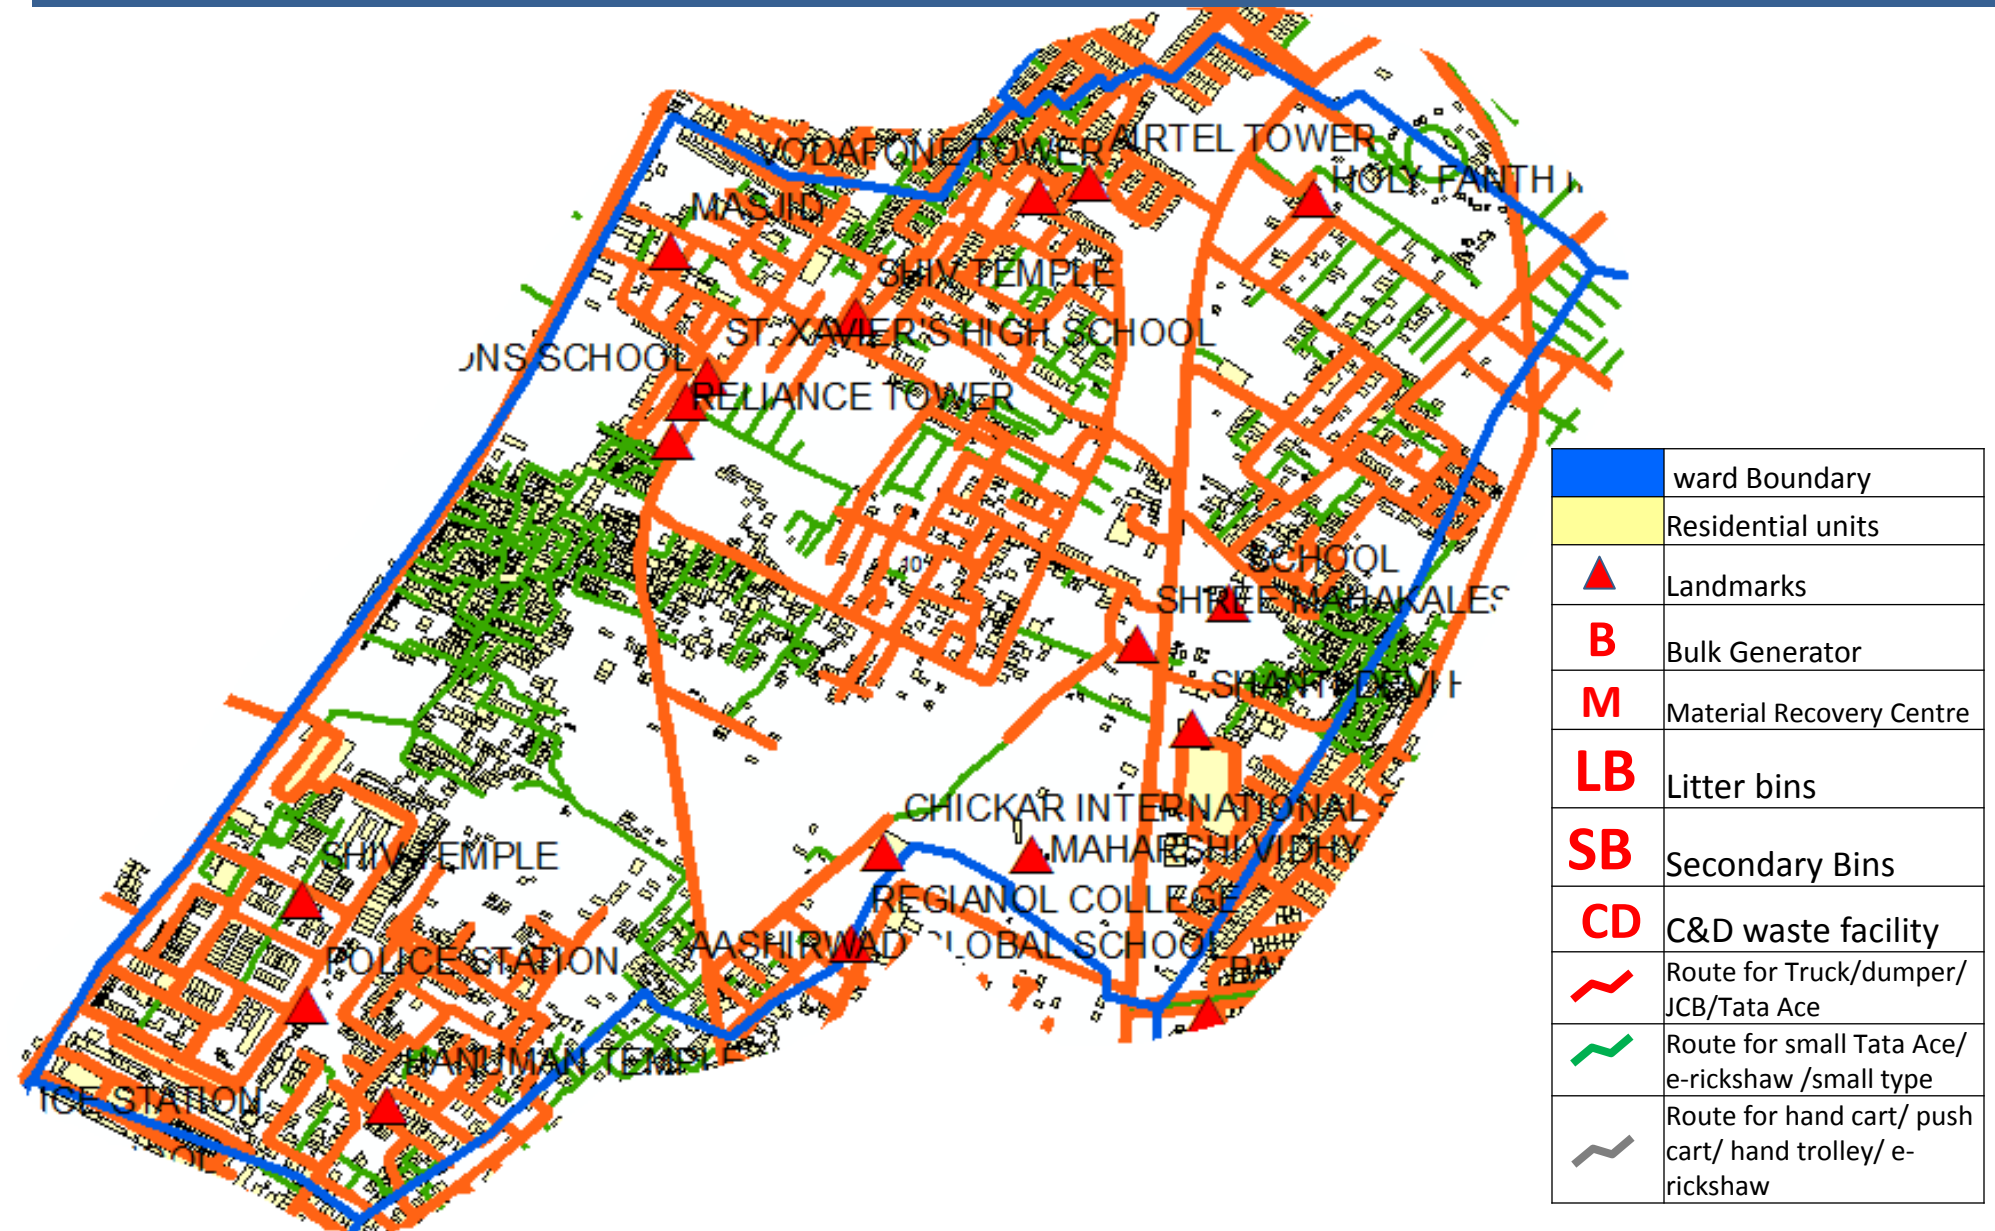 AIRTEL TOWER
VODAFONE TOWER
HOLY FANTH
MASJID
SHIV TEMPLE
ST. XAVIER'S HIGH SCHOOL
NS SCHOOL
RELIANCE TOWER
10
SCHOOL
SHREE MAHAKALES
SHANTI DEVI H
CHICKAR INTERNATIONAL S
MAHARSHI VIDHY
SHIV TEMPLE
REGIANOL COLLEGE
AASHIRWAD
LOBAL SCHOOL
POLICE STATION
HANUMAN TEMPLE
ICE STATION
ward Boundary
Residential units
Landmarks
B Bulk Generator
M Material Recovery Centre
LB Litter bins
SB Secondary Bins
CD C&D waste facility
Route for Truck/dumper/
JCB/Tata Ace
Route for small Tata Ace/
e-rickshaw /small type
Route for hand cart/ push
cart/ hand trolley/ e-
rickshaw